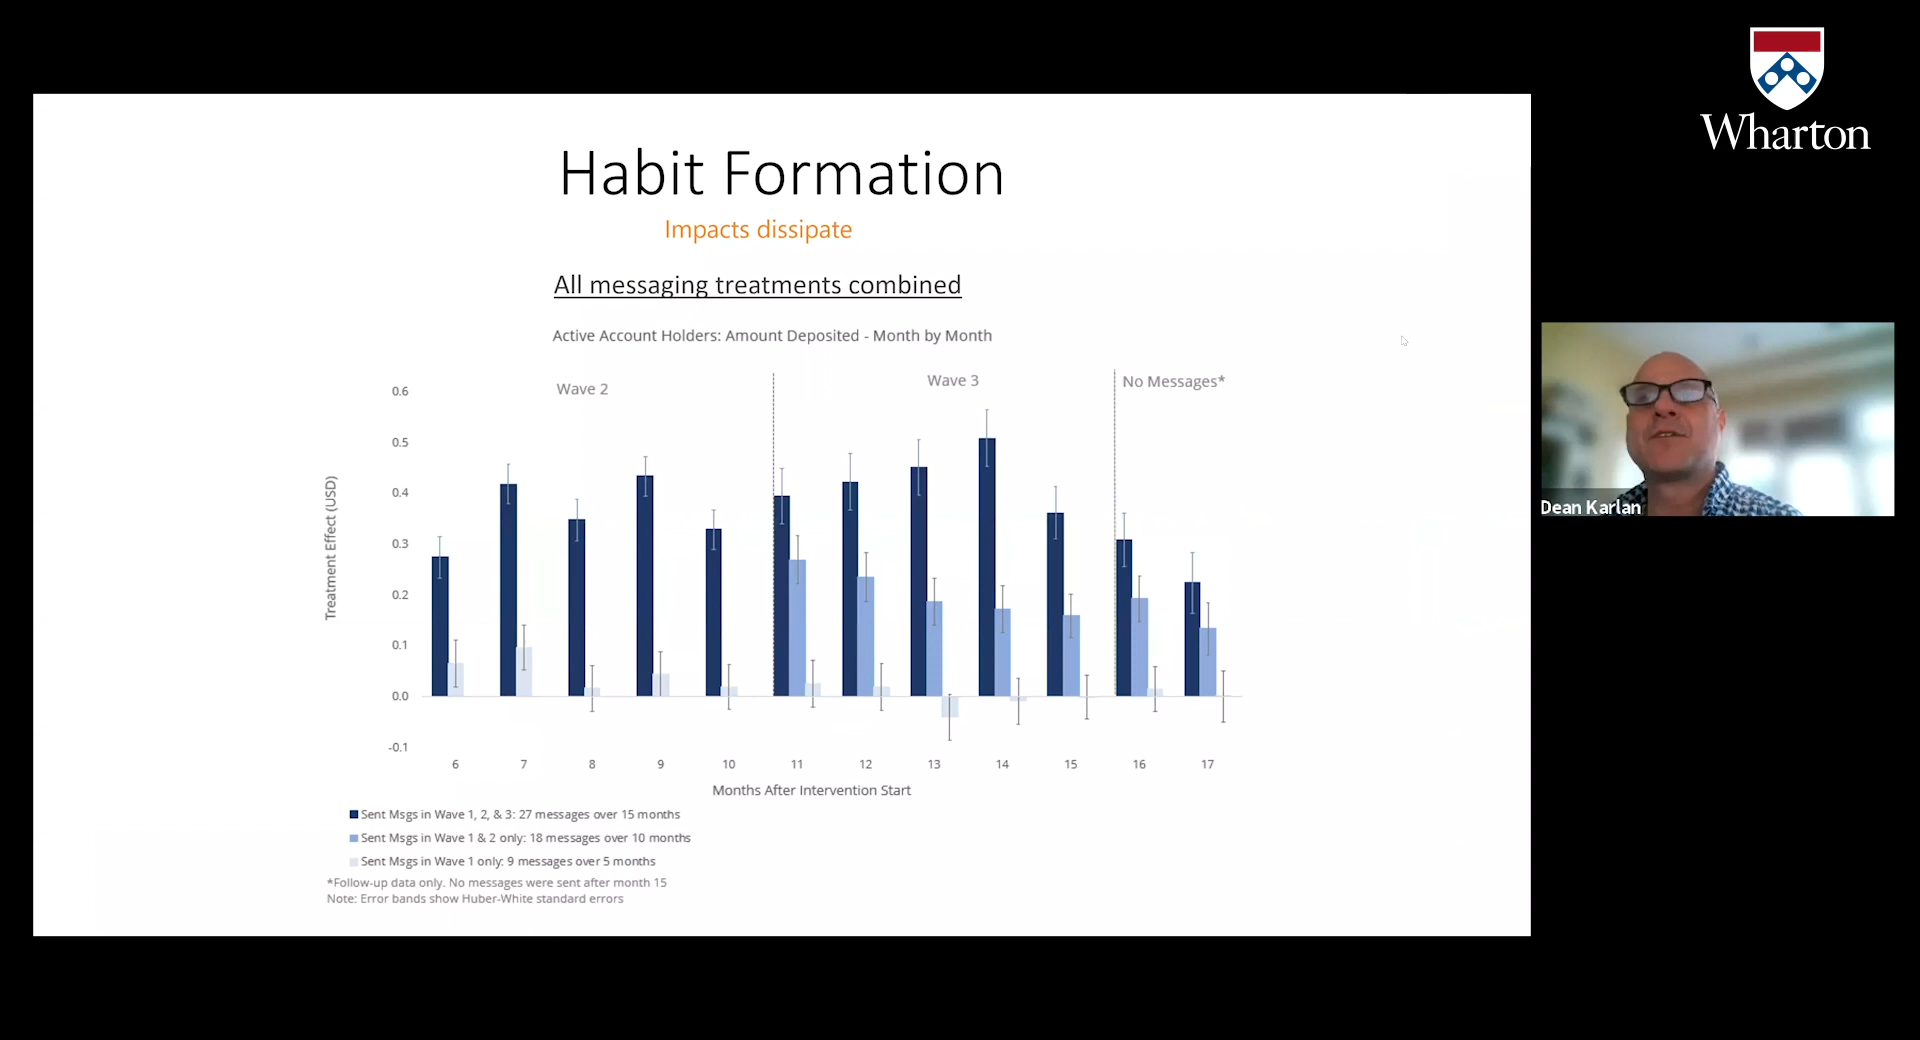 Wharton
Habit Formation
Impacts dissipate
All messaging treatments combined
Active Account Holders: Amount Deposited - Month by Month
Wave 2
Wave 3
No Messages*
Treatment Effect (USD)
0.6
0.5
0.4
0.3
0.2
0.1
0.0
-0.1
6 7 8 9 10 11 12 13 14 15 16 17
Months After Intervention Start
Sent Msgs in Wave 1, 2, & 3: 27 messages over 15 months
Sent Msgs in Wave 1 & 2 only: 18 messages over 10 months
Sent Msgs in Wave 1 only: 9 messages over 5 months
*Follow-up data only. No messages were sent after month 15
Note: Error bands show Huber-White standard errors
Dean Karlan